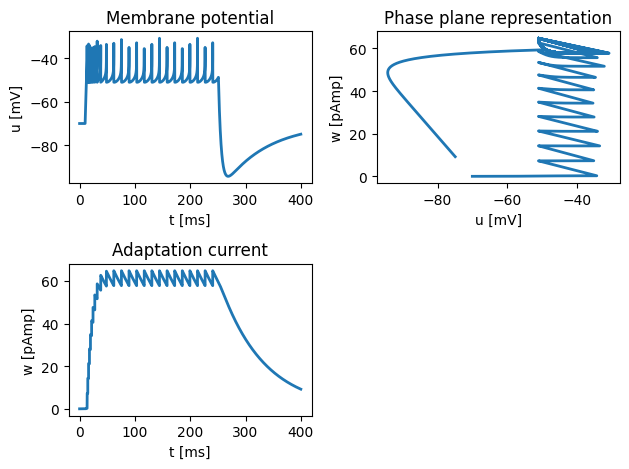 Membrane potential
u [mV]
−40
−60
−80
0
100
200
300
400
t [ms]
Phase plane representation
w [pAmp]
60
40
20
0
−80
−60
−40
u [mV]
Adaptation current
w [pAmp]
60
40
20
0
0
100
200
300
400
t [ms]